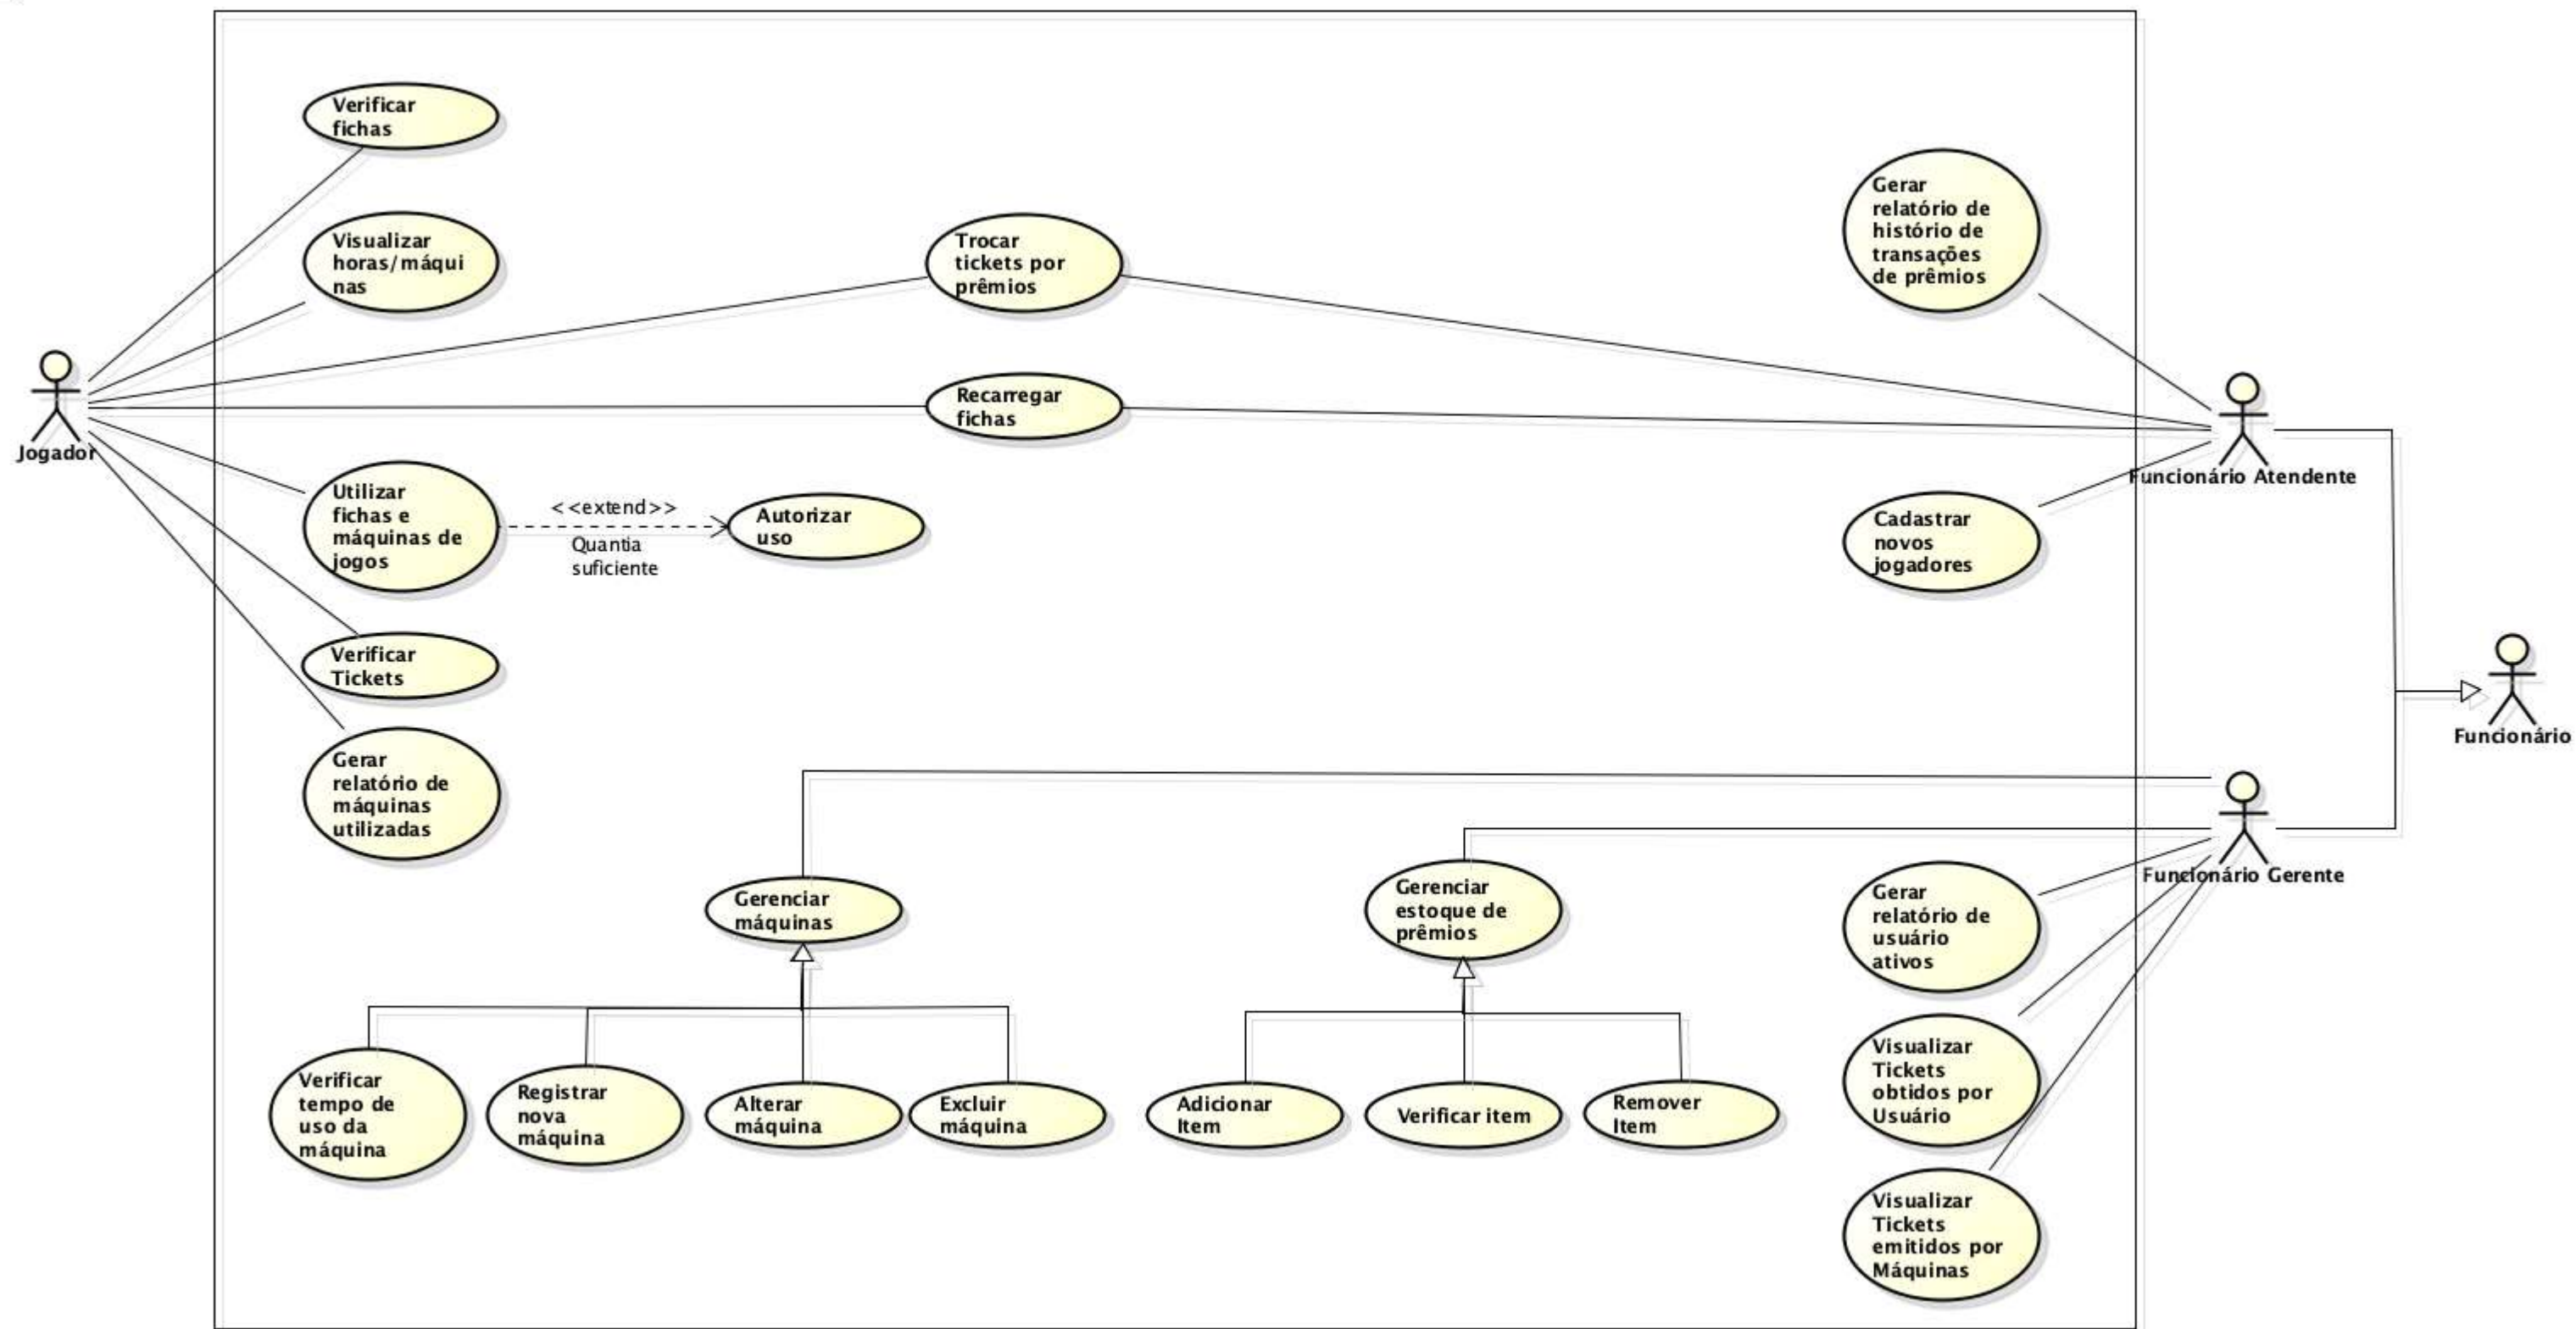 Verificar
fichas
Visualizar
horas/máqui
nas
Trocar
tickets por
prêmios
Gerar
relatório de
histório de
transações
de prêmios
Jogador
Recarregar
fichas
Funcionário Atendente
Utilizar
fichas e
máquinas de
jogos
<<extend>>
Quantia
suficiente
Autorizar
uso
Cadastrar
novos
jogadores
Verificar
Tickets
Funcionário
Gerar
relatório de
máquinas
utilizadas
Gerenciar
máquinas
Gerenciar
estoque de
prêmios
Funcionário Gerente
Gerar
relatório de
usuário
ativos
Verificar
tempo de
uso da
máquina
Registrar
nova
máquina
Alterar
máquina
Excluir
máquina
Adicionar
Item
Verificar item
Remover
Item
Visualizar
Tickets
obtidos por
Usuário
Visualizar
Tickets
emitidos por
Máquinas